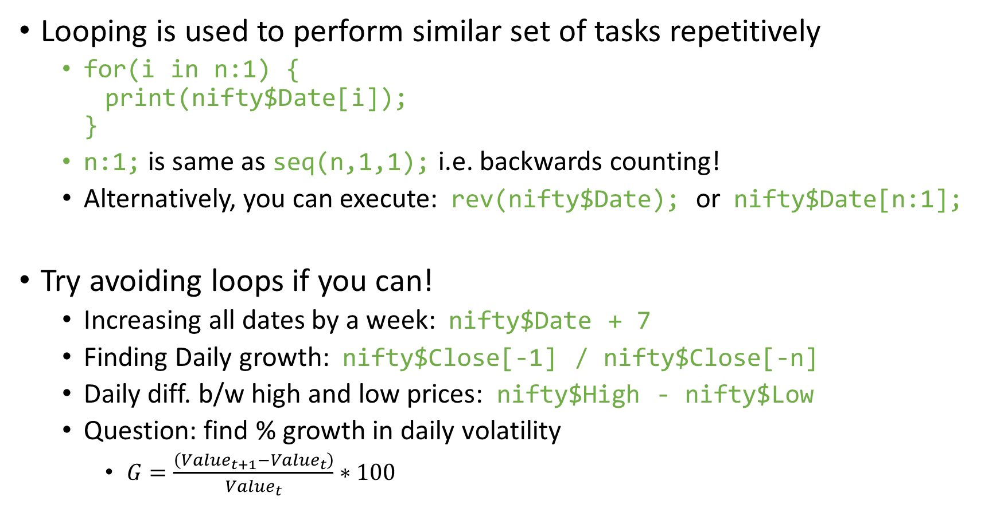 • Looping is used to perform similar set of tasks repetitively
• for(i in n:1) {
print(nifty$Date[i]);
}
• n:1; is same as seq(n,1,1); i.e. backwards counting!
• Alternatively, you can execute: rev(nifty$Date); or nifty$Date[n:1];
• Try avoiding loops if you can!
• Increasing all dates by a week: nifty$Date + 7
• Finding Daily growth: nifty$Close[-1] / nifty$Close[-n]
• Daily diff. b/w high and low prices: nifty$High - nifty$Low
• Question: find % growth in daily volatility
• G = (Value_{t+1}−Value_t) / Value_t ∗ 100